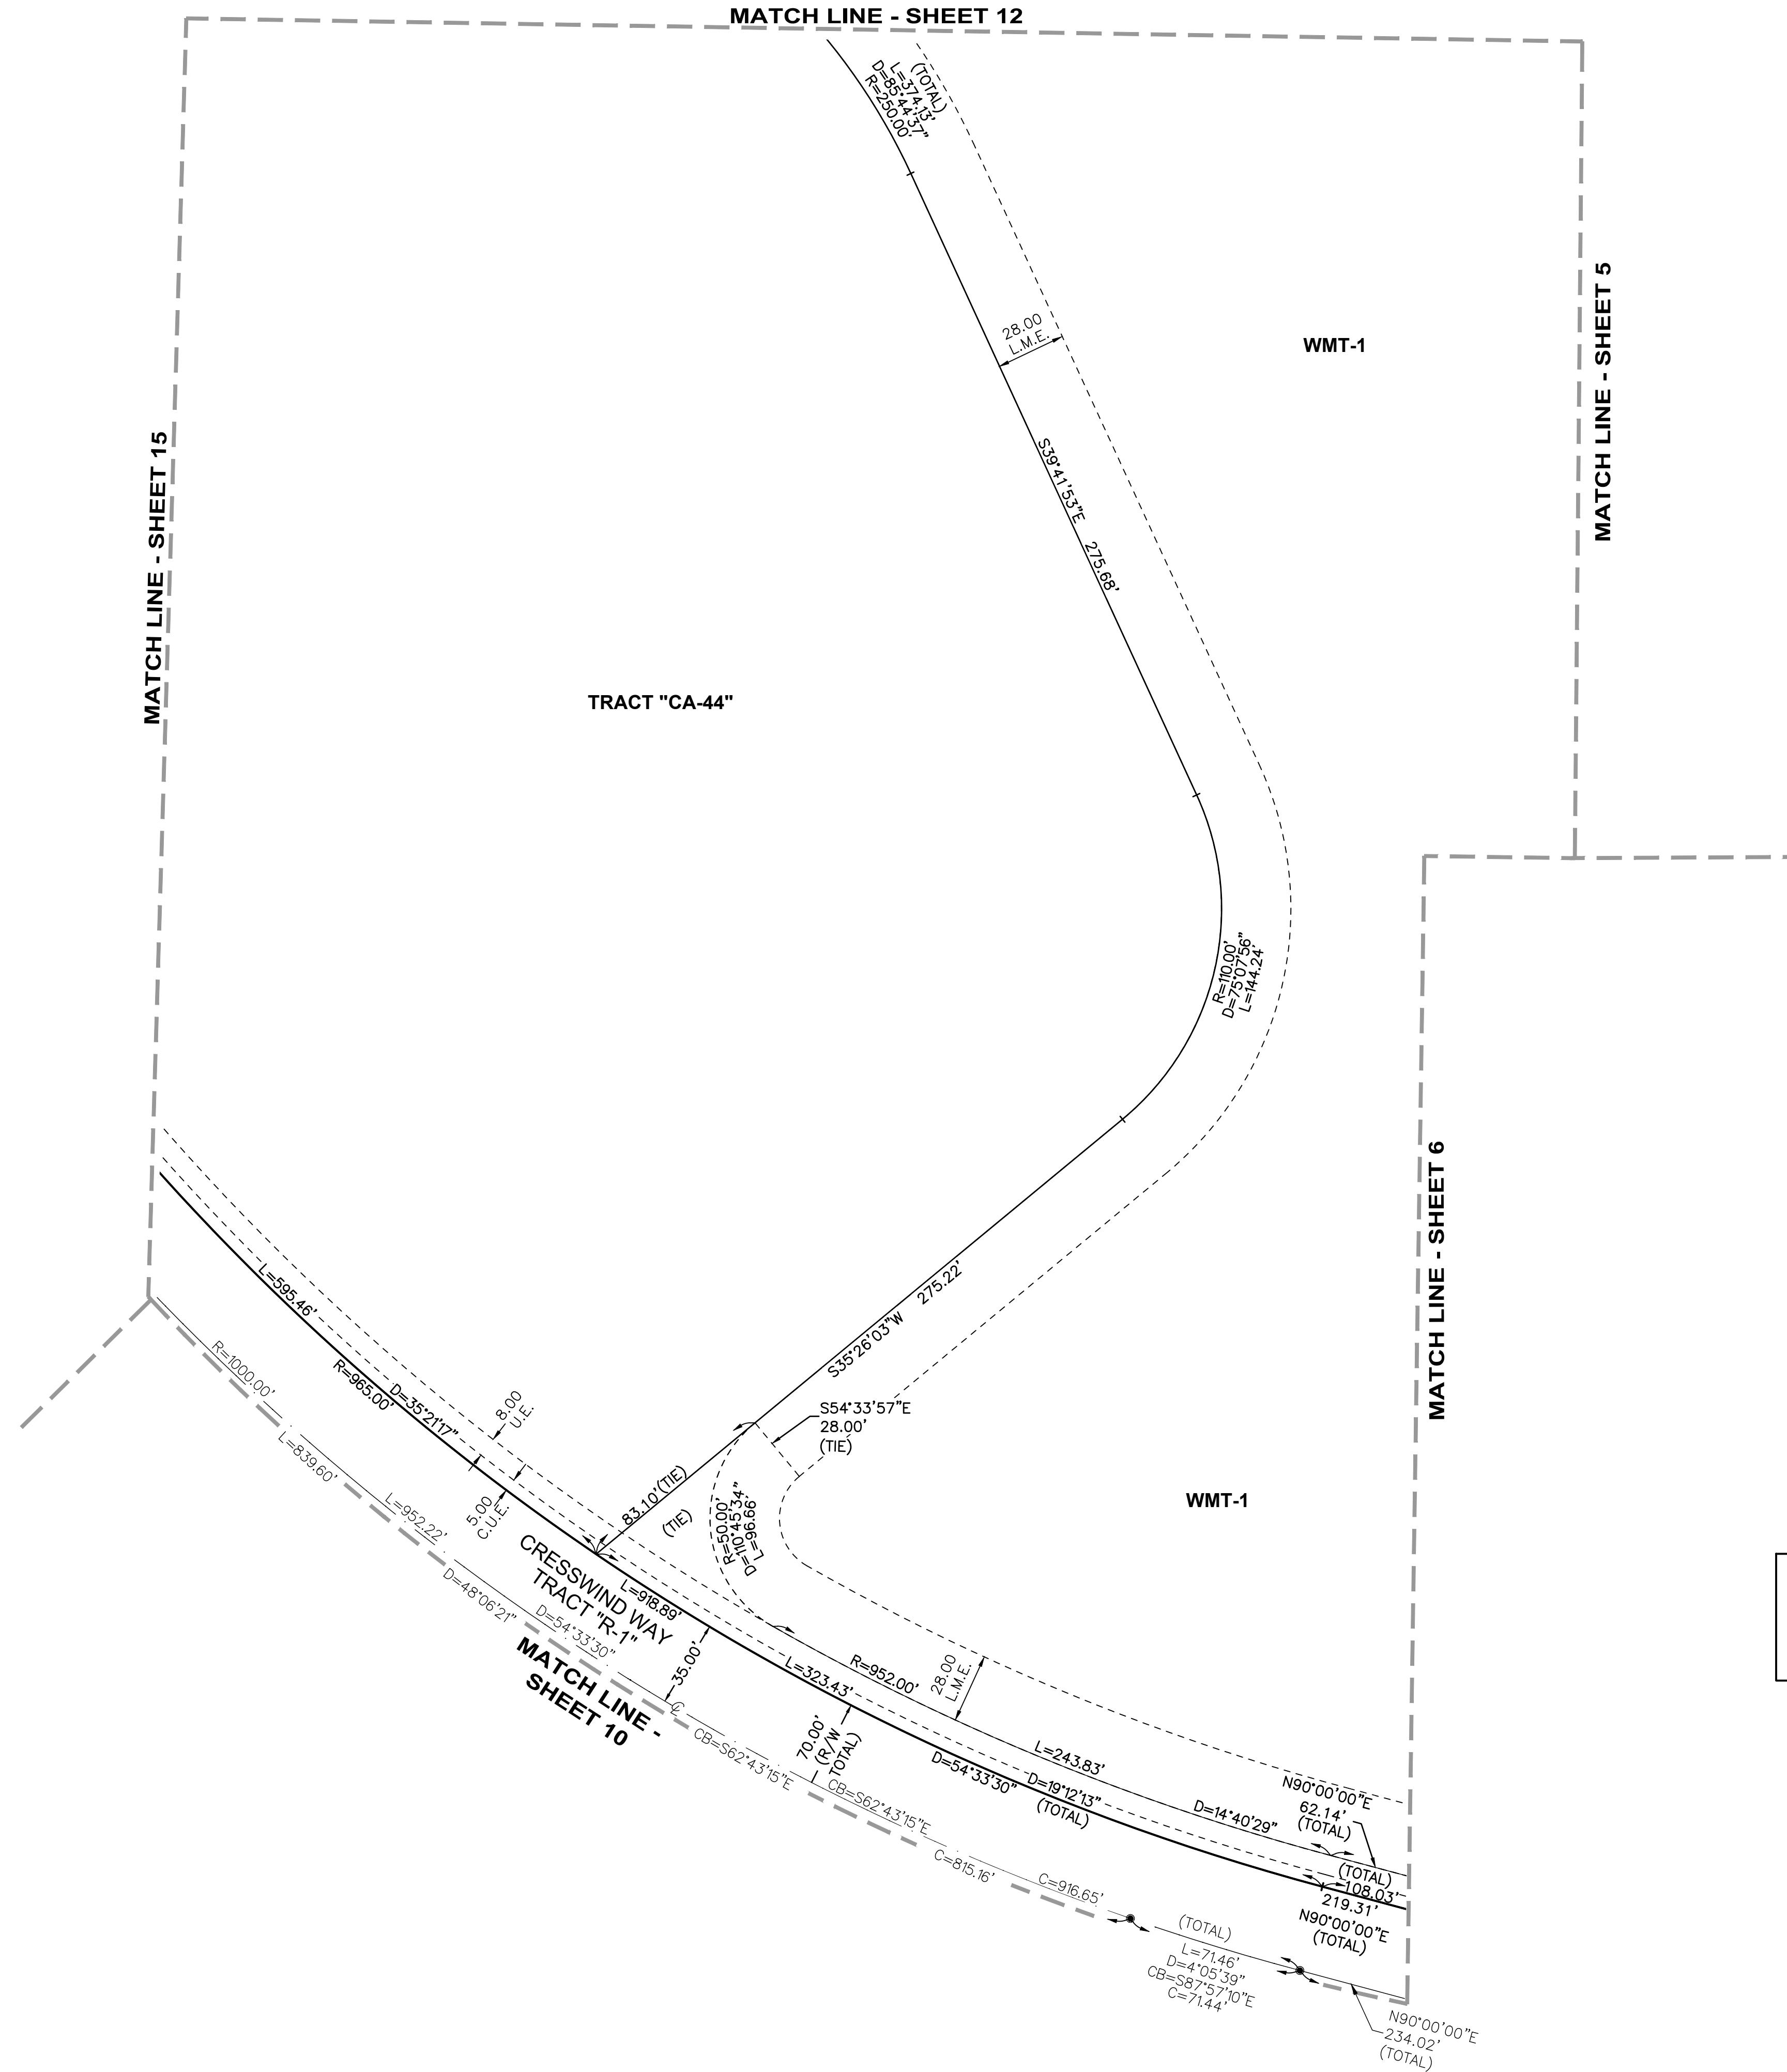 MATCH LINE - SHEET 12
(TOTAL)
L=374.13'
D=85°44'37"
R=250.00'
MATCH LINE - SHEET 5
28.00
L.M.E.
WMT-1
MATCH LINE - SHEET 15
S39°41'53"E 275.68'
TRACT "CA-44"
R=110.00'
D=75°07'56"
L=144.24'
MATCH LINE - SHEET 6
S35°26'03"W 275.22'
L=595.46'
R=965.00'
D=35°21'17"
R=1000.00'
L=839.60'
L=952.22'
8.00
U.E.
5.00
C.U.E.
S54°33'57"E
28.00'
(TIE)
83.10'(TIE)
(TIE)
R=50.00'
D=110°45'34"
L=96.66'
WMT-1
CRESSWIND WAY
TRACT "R-1"
L=918.89'
D=48°06'21"
D=54°33'30"
MATCH LINE -
SHEET 10
35.00'
L=323.43'
R=952.00'
28.00
L.M.E.
70.00'
(R/W
TOTAL)
CB=S62°43'15"E
CB=S62°43'15"E
L=243.83'
D=54°33'30"
(TOTAL)
D=19°12'13"
D=14°40'29"
N90°00'00"E
62.14'
(TOTAL)
(TOTAL)
108.03'
219.31'
N90°00'00"E
(TOTAL)
C=815.16'
C=916.65'
(TOTAL)
L=71.46'
D=4°05'39"
CB=S87°57'10"E
C=71.44'
N90°00'00"E
234.02'
(TOTAL)